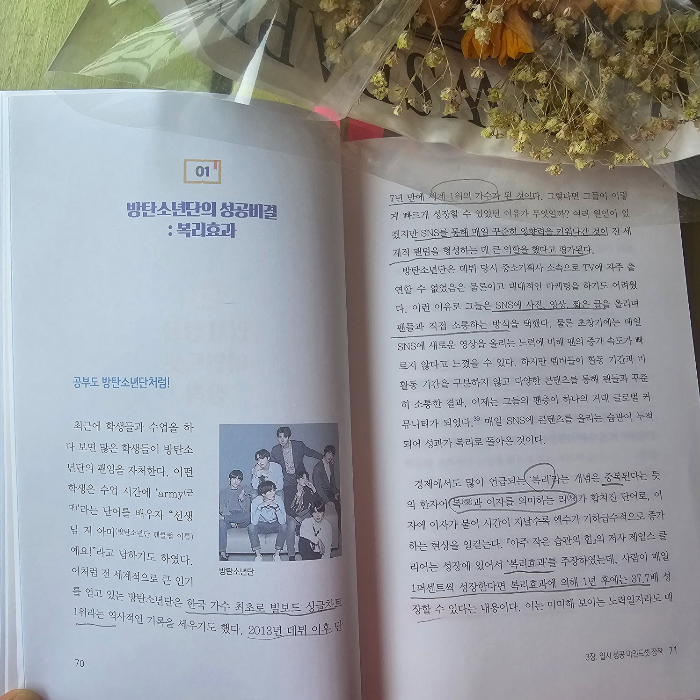 01
방탄소년단의 성공비결
: 복리효과
공부도 방탄소년단처럼!
최근에 학생들과 수업을 하
다 보면 많은 학생들이 방탄소
년단의 팬임을 자처한다. 어떤
학생은 수업 시간에 ‘army(군
대)’라는 단어를 배우자 “선생
님 저 아미(방탄소년단 팬클럽 이름)
예요!”라고 답하기도 하였다.
이처럼 전 세계적으로 큰 인기
를 얻고 있는 방탄소년단은 한국 가수 최초로 빌보드 싱글차트
1위라는 역사적인 기록을 세우기도 했다. 2013년 데뷔 이후 단
방탄소년단
70
7년 만에 세계 1위의 가수가 된 것이다. 그렇다면 그들이 이렇
게 빠르게 성장할 수 있었던 이유가 무엇일까? 여러 원인이 있
겠지만 SNS를 통해 매일 꾸준히 영향력을 키워나간 것이 전 세
계적 팬덤을 형성하는 데 큰 역할을 했다고 평가된다.
방탄소년단은 데뷔 당시 중소기획사 소속으로 TV에 자주 출
연할 수 없었음은 물론이고 대대적인 마케팅을 하기도 어려웠
다. 이런 이유로 그들은 SNS에 사진, 영상, 짧은 글을 올리며
팬들과 직접 소통하는 방식을 택했다. 물론 초창기에는 매일
SNS에 새로운 영상을 올리는 노력에 비해 팬의 증가 속도가 빠
르지 않다고 느꼈을 수 있다. 하지만 멤버들이 활동 기간과 비
활동 기간을 구분하지 않고 다양한 콘텐츠를 통해 팬들과 꾸준
히 소통한 결과, 이제는 그들의 팬층이 하나의 거대 글로벌 커
뮤니티가 되었다. 매일 SNS에 콘텐츠를 올리는 습관이 누적
되어 성과가 복리로 돌아온 것이다.
경제에서도 많이 언급되는 ‘복리’라는 개념은 중복된다는 뜻
의 한자어 복과 이자를 의미하는 리가 합쳐진 단어로, 이
자에 이자가 붙어 시간이 지날수록 액수가 기하급수적으로 증가
하는 현상을 일컫는다. 『아주 작은 습관의 힘』의 저자 제임스 클
리어는 성장에 있어서 ‘복리효과’를 주장하였는데, 사람이 매일
1퍼센트씩 성장한다면 복리효과에 의해 1년 후에는 37.7배 성
장할 수 있다는 내용이다. 이는 미미해 보이는 노력일지라도 매
3장. 입시 성공 마인드셋 장착 71